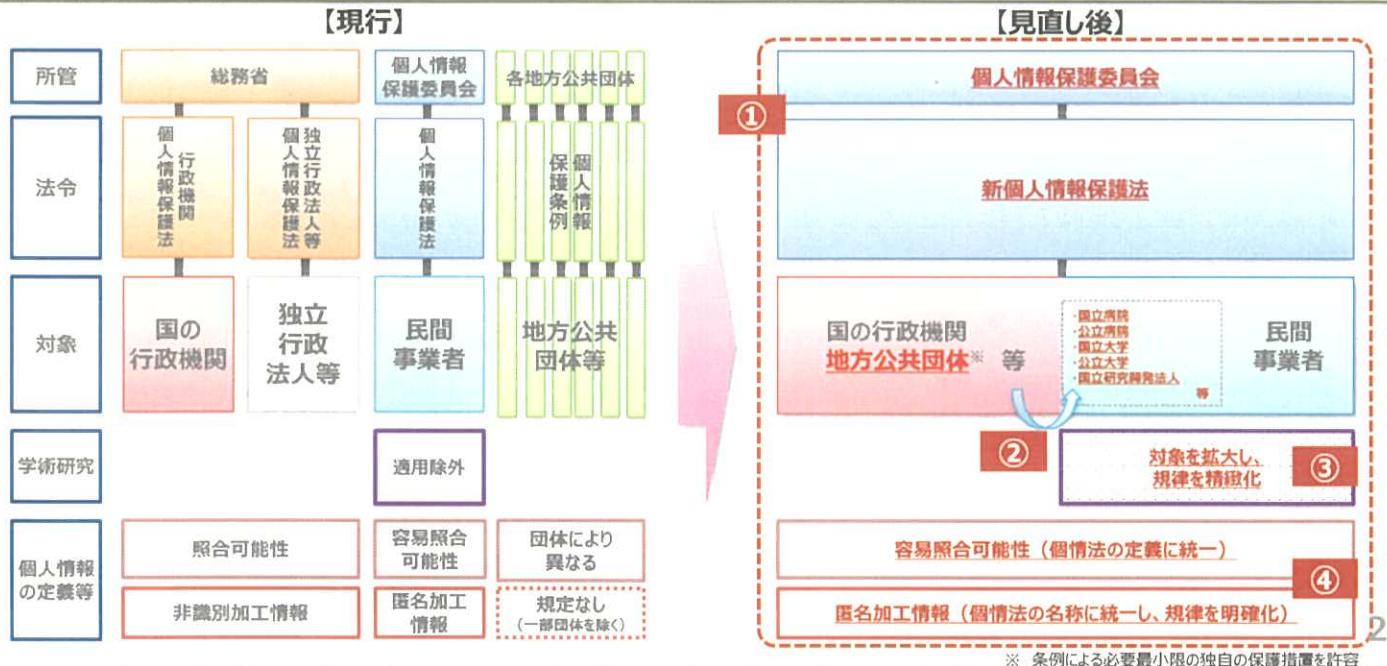 【現行】
【見直し後】
所管
総務省
個人情報
保護委員会
各地方公共団体
個人情報保護委員会
①
法令
行政機関
個人情報保護法
独立行政法人等
個人情報保護法
個人情報保護法
個人情報
保護条例
新個人情報保護法
対象
国の
行政機関
独立
行政
法人等
民間
事業者
地方公共
団体等
国の行政機関
地方公共団体※ 等
・国立病院
・公立病院
・国立大学
・公立大学
・国立研究開発法人
等
民間
事業者
学術研究
適用除外
②
対象を拡大し、
規律を精緻化
③
個人情報
の定義等
照合可能性
容易照合
可能性
団体により
異なる
容易照合可能性（個情法の定義に統一）
④
非識別加工情報
匿名加工
情報
規定なし
（一部団体を除く）
匿名加工情報（個情法の名称に統一し、規律を明確化）
2
※ 条例による必要最小限の独自の保護措置を許容